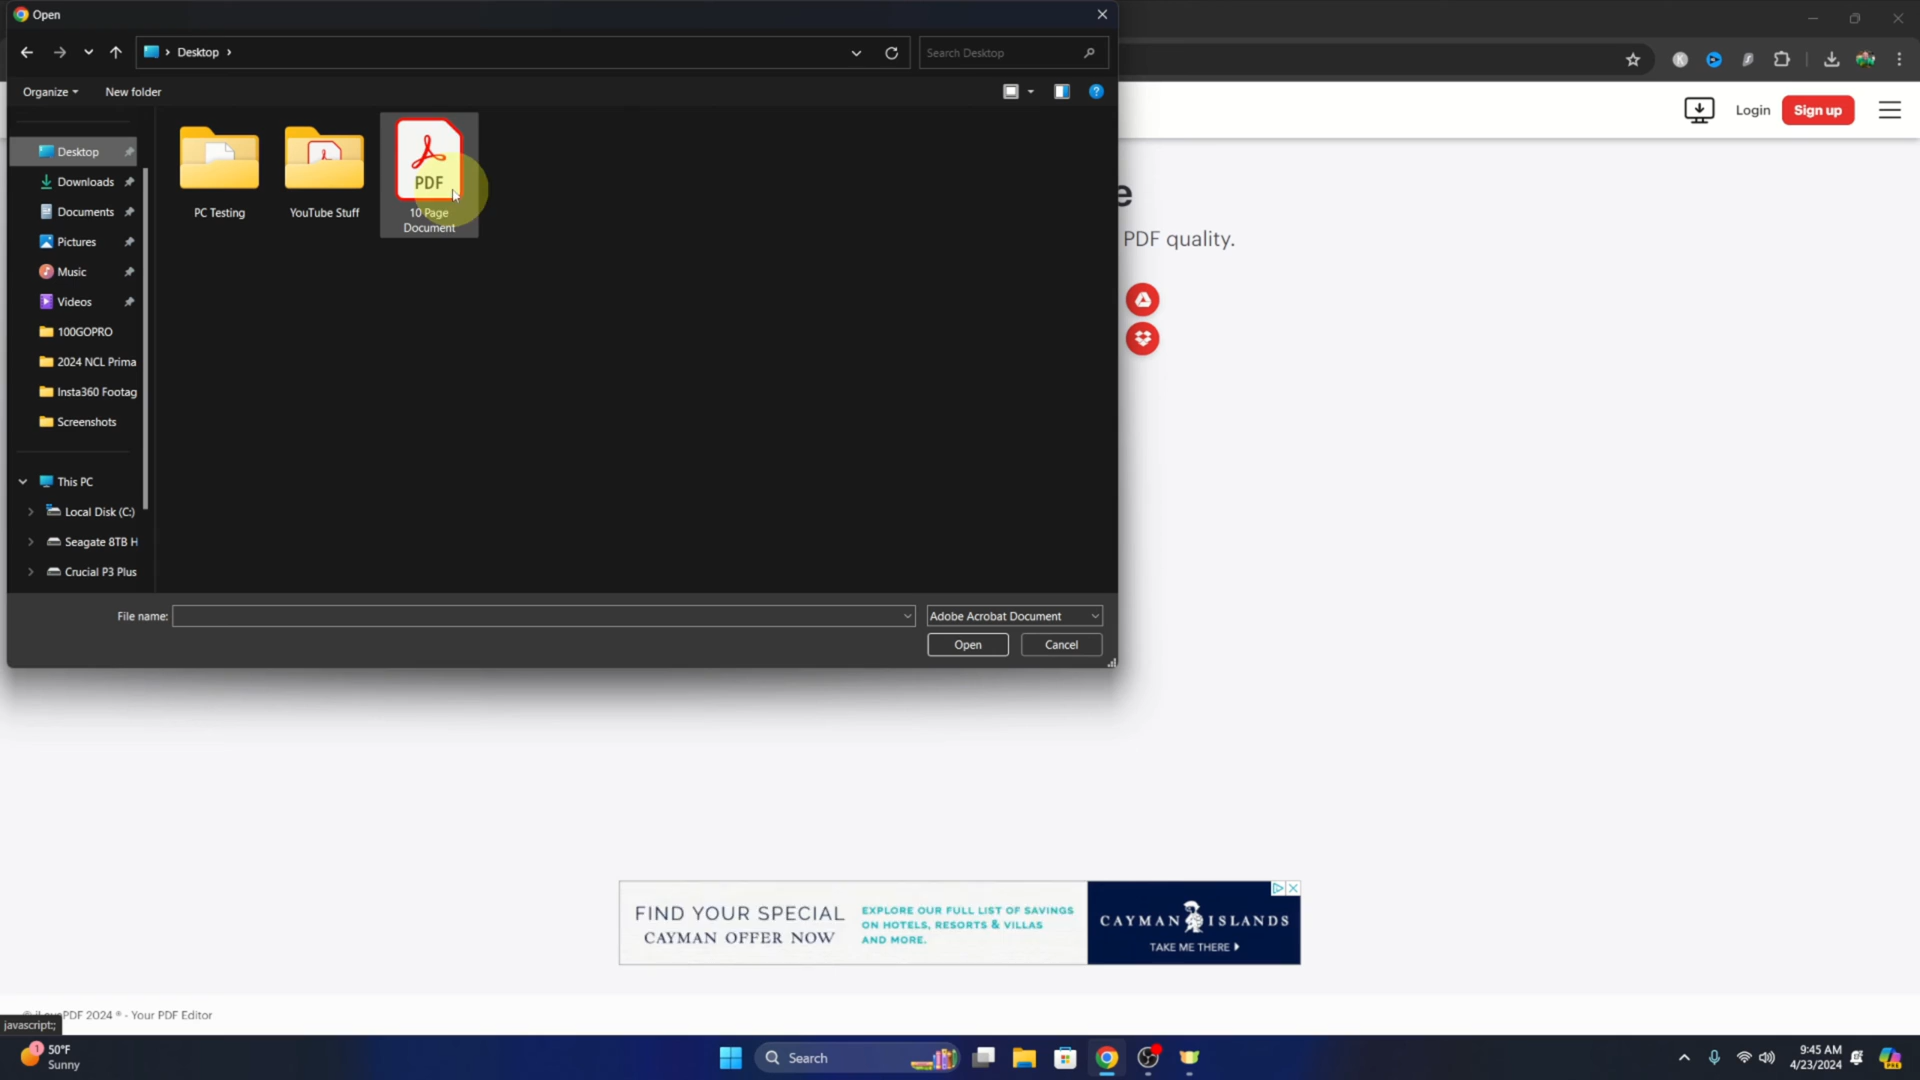 Open
Desktop
Search Desktop
Organize
New folder
Desktop
Downloads
Documents
Pictures
Music
Videos
100GOPRO
2024 NCL Prima
Insta360 Footag
Screenshots
This PC
Local Disk (C:)
Seagate 8TB H
Crucial P3 Plus
PC Testing
YouTube Stuff
PDF
10 Page
Document
File name:
Adobe Acrobat Document
Open
Cancel
Login
Sign up
e
PDF quality.
FIND YOUR SPECIAL
CAYMAN OFFER NOW
EXPLORE OUR FULL LIST OF SAVINGS
ON HOTELS, RESORTS & VILLAS
AND MORE.
CAYMAN ISLANDS
TAKE ME THERE
PDF 2024 ® - Your PDF Editor
javascript:;
1
50°F
Sunny
Search
9:45 AM
4/23/2024
PRE